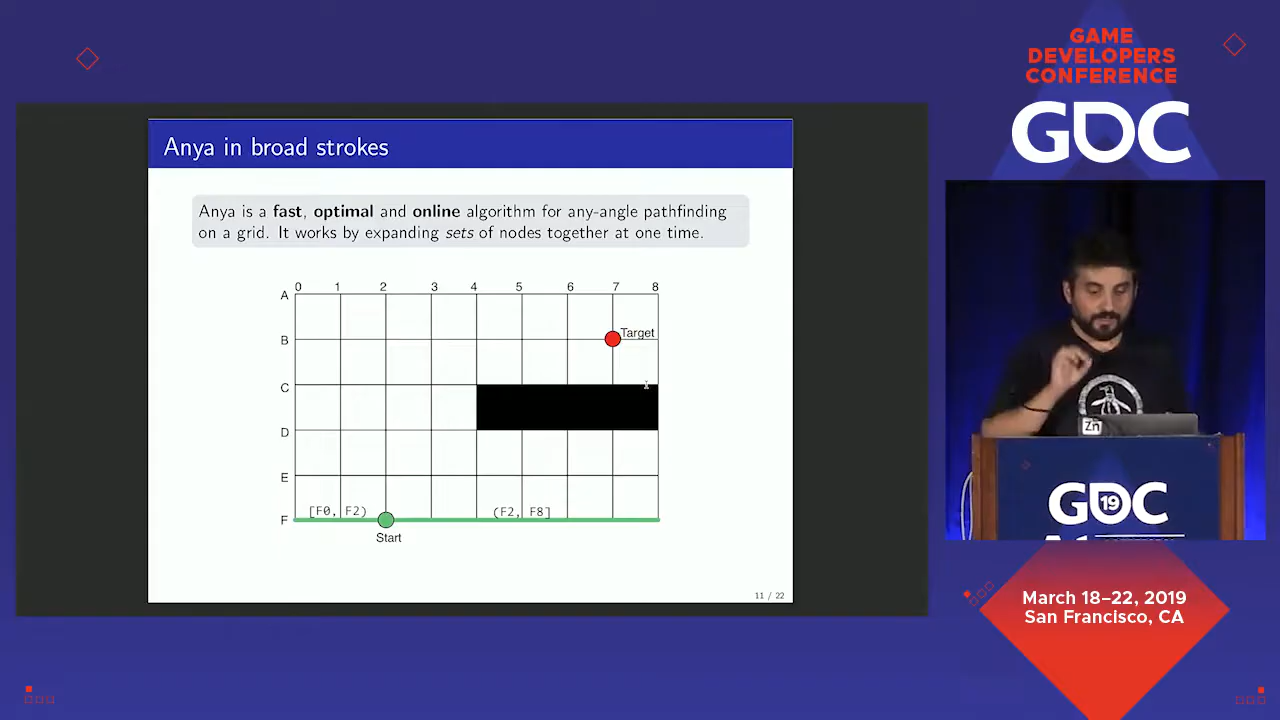 GAME
DEVELOPERS
CONFERENCE
GDC
Anya in broad strokes
Anya is a fast, optimal and online algorithm for any-angle pathfinding
on a grid. It works by expanding sets of nodes together at one time.
0 1 2 3 4 5 6 7 8
A
B
Target
C
D
E
[F0, F2) (F2, F8]
F
Start
11 / 22
Zn
GDC
19
March 18–22, 2019
San Francisco, CA